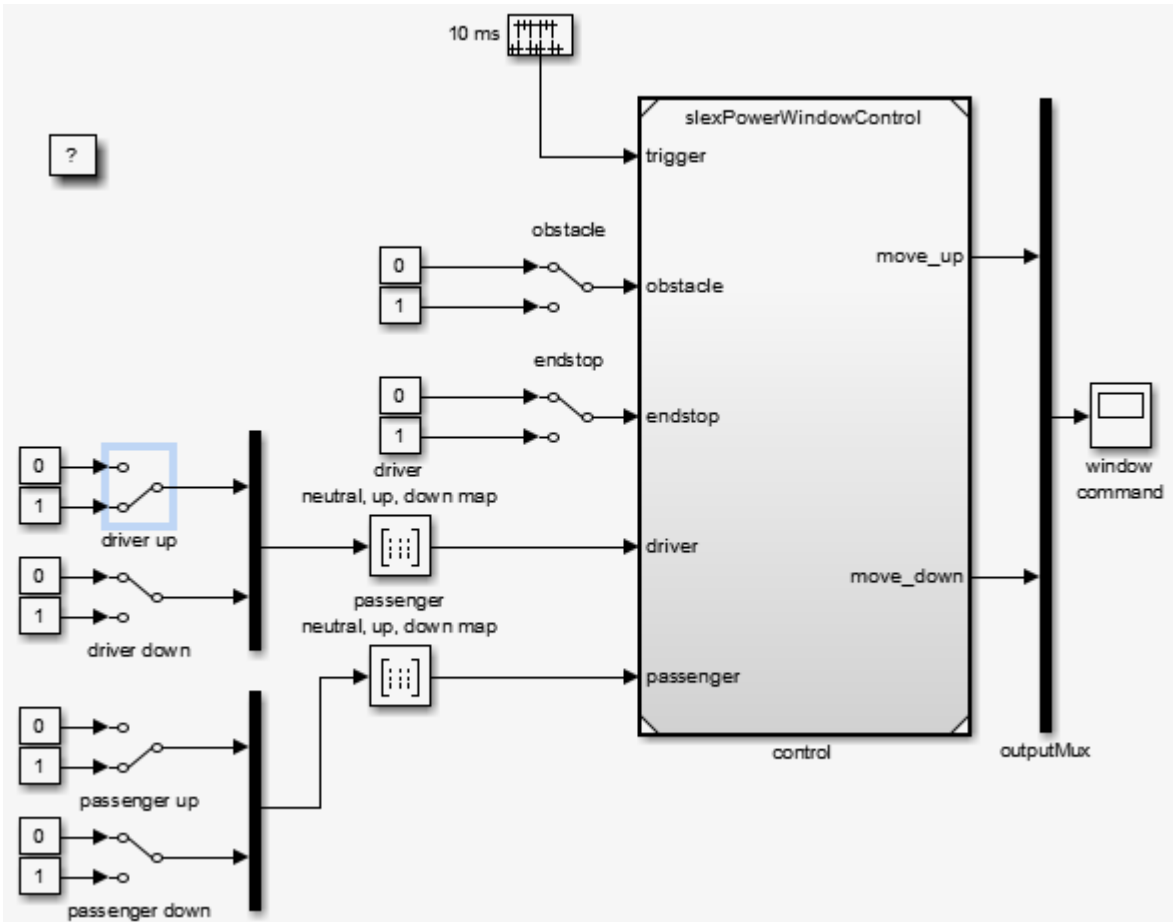 10 ms
slexPowerWindowControl
trigger
?
obstacle
0
1
obstacle
move_up
endstop
0
1
endstop
driver
neutral, up, down map
window
command
0
1
driver up
driver
move_down
0
1
driver down
passenger
neutral, up, down map
passenger
0
1
passenger up
control
outputMux
0
1
passenger down